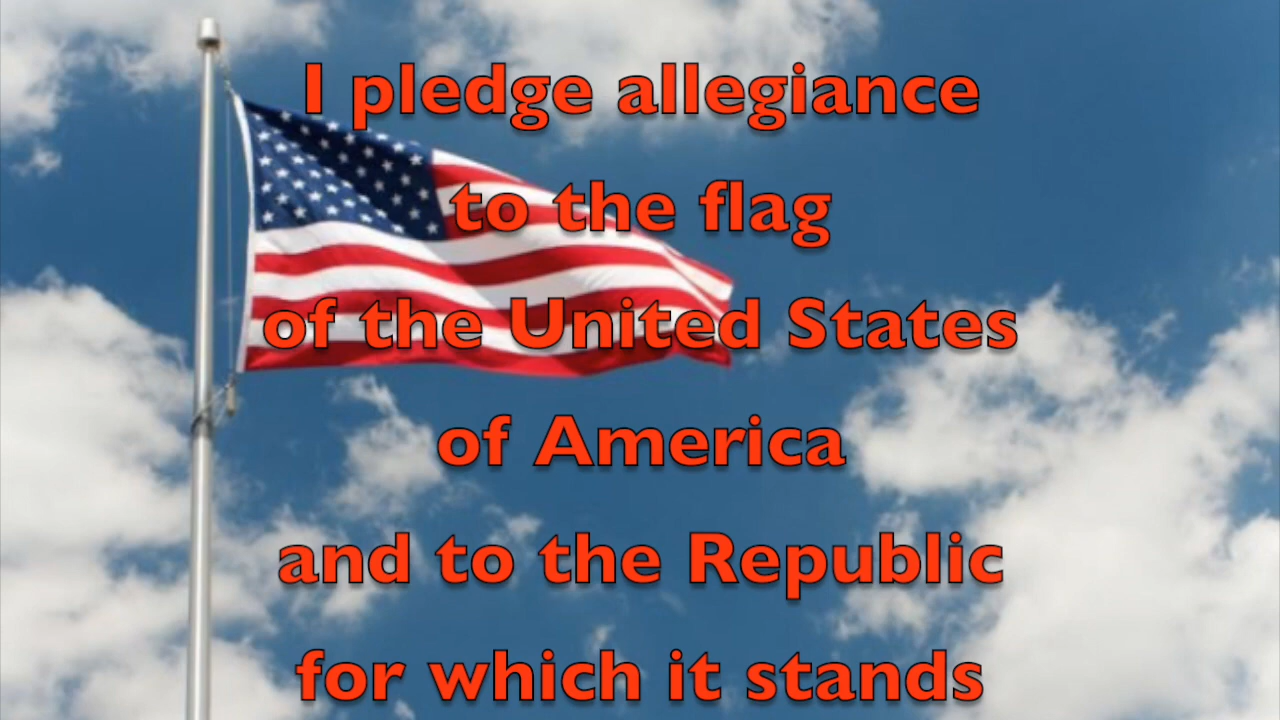 I pledge allegiance
to the flag
of the United States
of America
and to the Republic
for which it stands